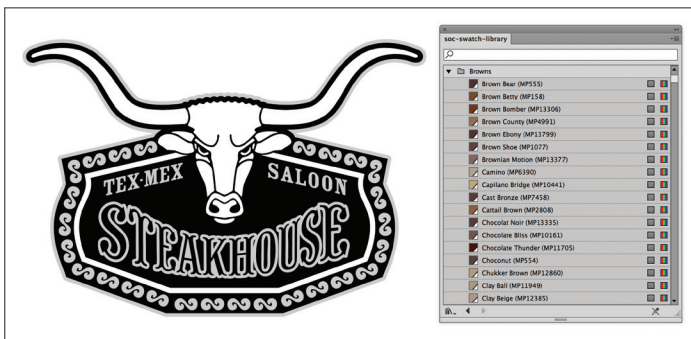 TEX-MEX SALOON
STEAKHOUSE
soc-swatch-library
Browns
Brown Bear (MP555)
Brown Betty (MP158)
Brown Bomber (MP13306)
Brown County (MP4991)
Brown Ebony (MP13799)
Brown Shoe (MP1077)
Brownian Motion (MP13377)
Camino (MP6390)
Capilano Bridge (MP10441)
Cast Bronze (MP7458)
Cattail Brown (MP2808)
Chocolat Noir (MP13335)
Chocolate Bliss (MP10161)
Chocolate Thunder (MP11705)
Choconut (MP554)
Chukker Brown (MP12860)
Clay Ball (MP11949)
Clay Beige (MP12385)